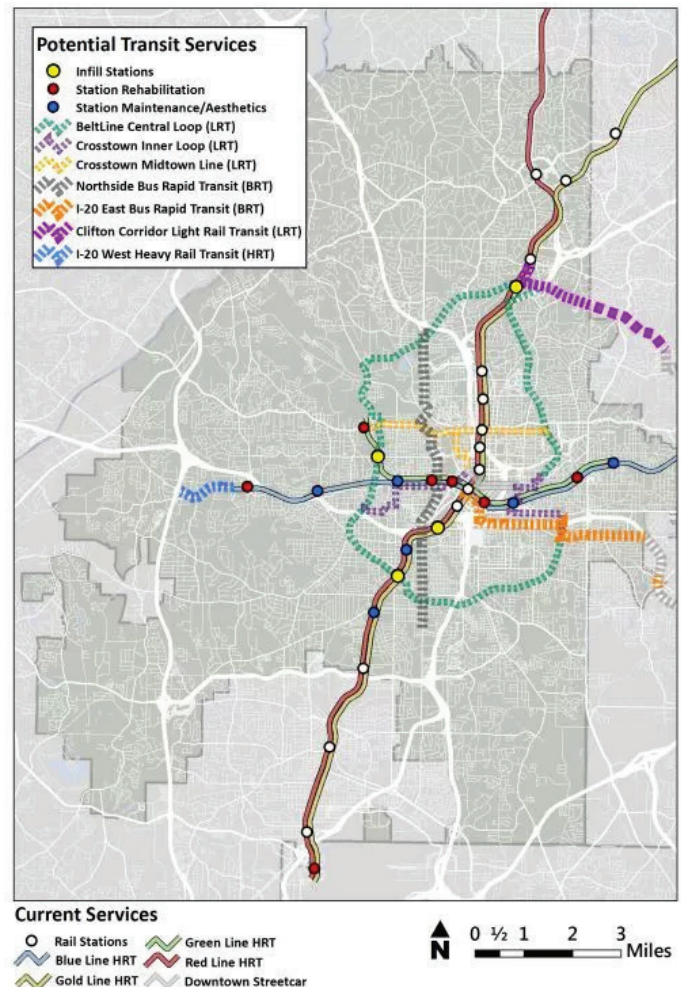 Potential Transit Services
Infill Stations
Station Rehabilitation
Station Maintenance/Aesthetics
BeltLine Central Loop (LRT)
Crosstown Inner Loop (LRT)
Crosstown Midtown Line (LRT)
Northside Bus Rapid Transit (BRT)
I-20 East Bus Rapid Transit (BRT)
Clifton Corridor Light Rail Transit (LRT)
I-20 West Heavy Rail Transit (HRT)
Current Services
Rail Stations
Green Line HRT
Blue Line HRT
Red Line HRT
Gold Line HRT
Downtown Streetcar
N
0 ½ 1 2 3
Miles